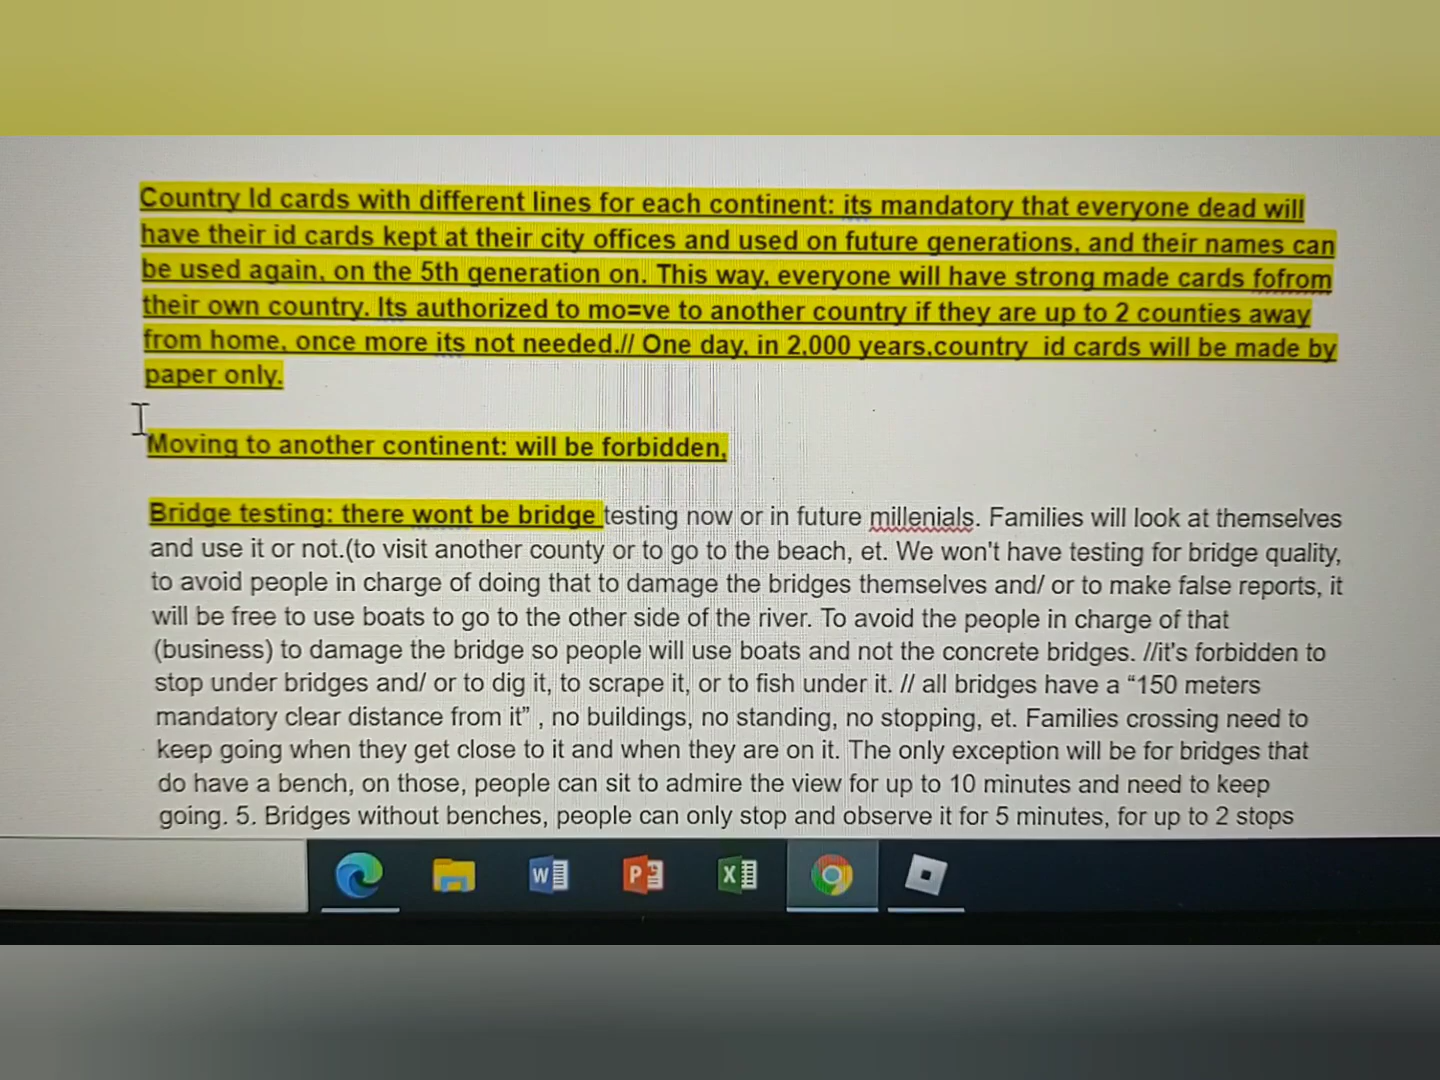 Country Id cards with different lines for each continent: its mandatory that everyone dead will
have their id cards kept at their city offices and used on future generations, and their names can
be used again, on the 5th generation on. This way, everyone will have strong made cards fofrom
their own country. Its authorized to mo=ve to another country if they are up to 2 counties away
from home, once more its not needed.// One day, in 2,000 years,country id cards will be made by
paper only.
Moving to another continent: will be forbidden,
Bridge testing: there wont be bridge testing now or in future millenials. Families will look at themselves
and use it or not.(to visit another county or to go to the beach, et. We won't have testing for bridge quality,
to avoid people in charge of doing that to damage the bridges themselves and/ or to make false reports, it
will be free to use boats to go to the other side of the river. To avoid the people in charge of that
(business) to damage the bridge so people will use boats and not the concrete bridges. //it's forbidden to
stop under bridges and/ or to dig it, to scrape it, or to fish under it. // all bridges have a “150 meters
mandatory clear distance from it” , no buildings, no standing, no stopping, et. Families crossing need to
keep going when they get close to it and when they are on it. The only exception will be for bridges that
do have a bench, on those, people can sit to admire the view for up to 10 minutes and need to keep
going. 5. Bridges without benches, people can only stop and observe it for 5 minutes, for up to 2 stops
W P X